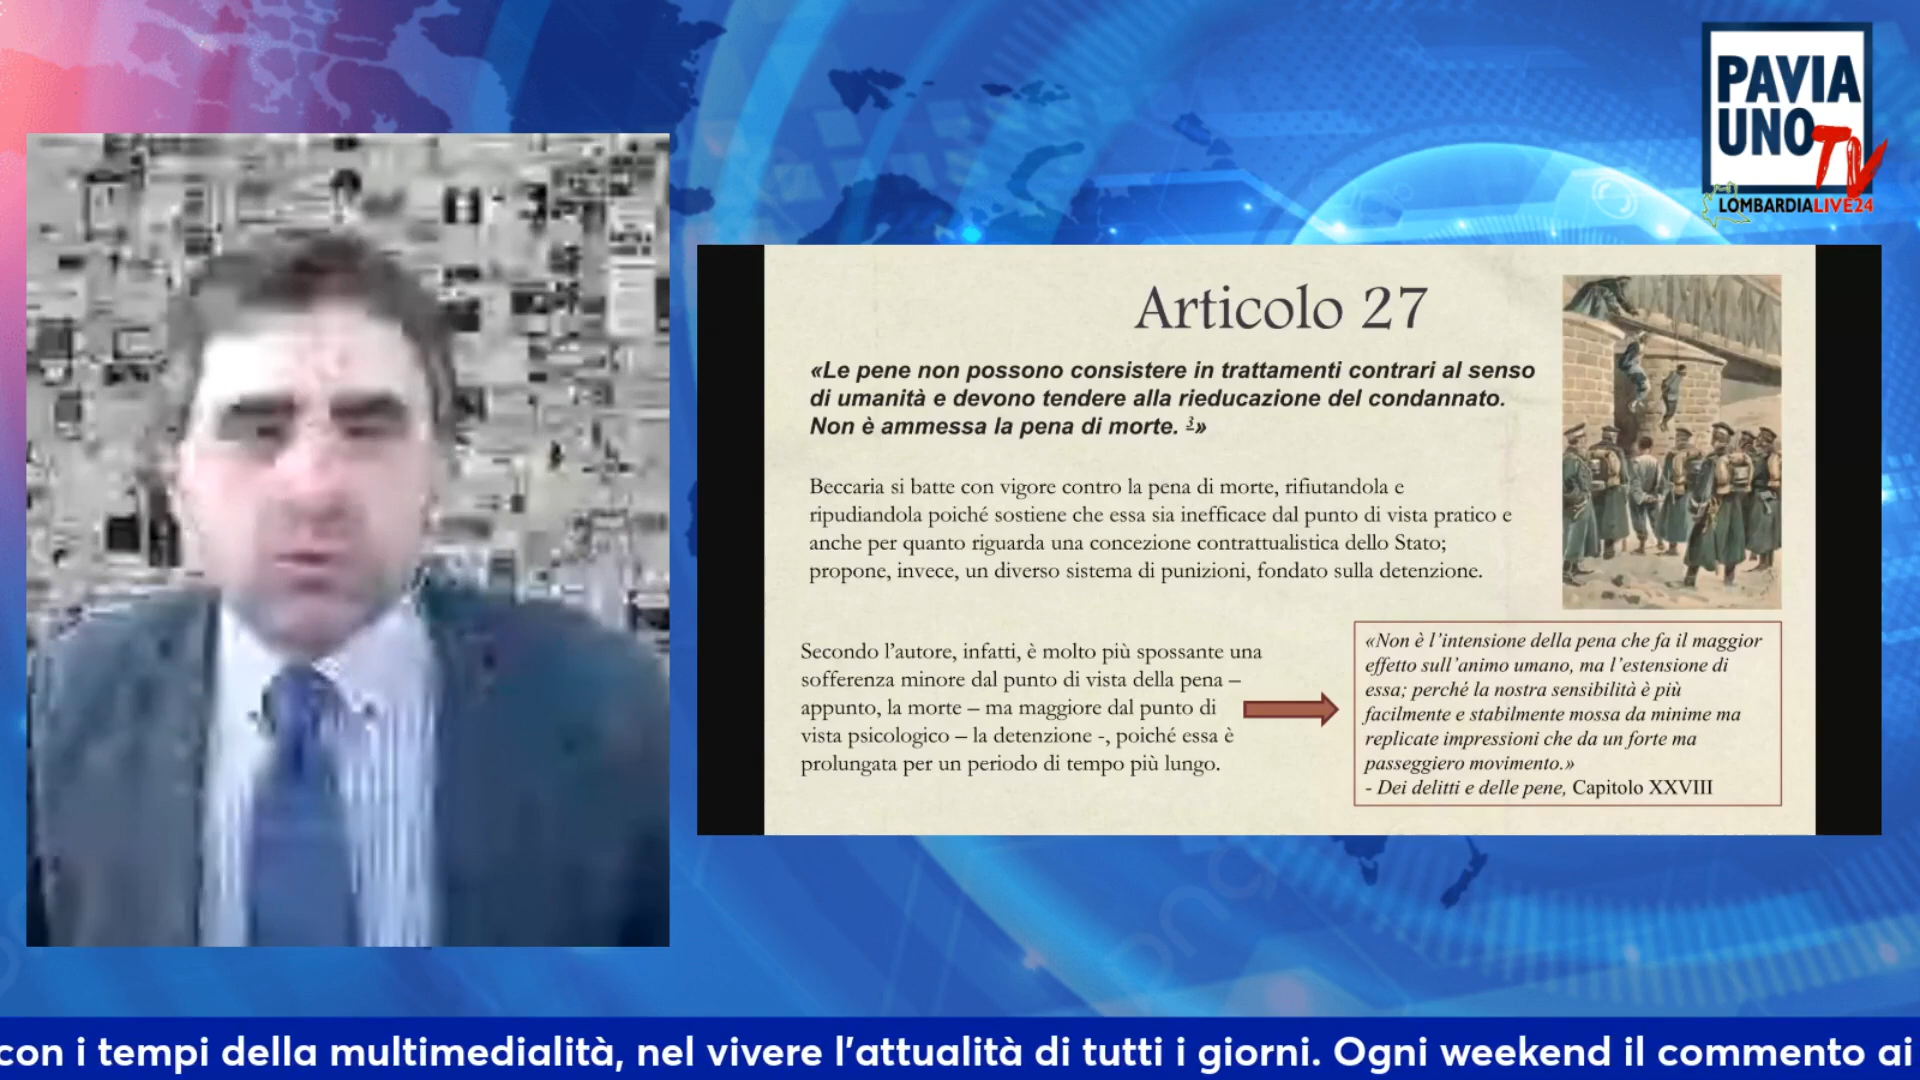 PAVIA
UNO TV
LOMBARDIALIVE24
Articolo 27
«Le pene non possono consistere in trattamenti contrari al senso
di umanità e devono tendere alla rieducazione del condannato.
Non è ammessa la pena di morte. 3»
Beccaria si batte con vigore contro la pena di morte, rifiutandola e
ripudiandola poiché sostiene che essa sia inefficace dal punto di vista pratico e
anche per quanto riguarda una concezione contrattualistica dello Stato;
propone, invece, un diverso sistema di punizioni, fondato sulla detenzione.
Secondo l’autore, infatti, è molto più spossante una
sofferenza minore dal punto di vista della pena –
appunto, la morte – ma maggiore dal punto di
vista psicologico – la detenzione -, poiché essa è
prolungata per un periodo di tempo più lungo.
«Non è l’intensione della pena che fa il maggior
effetto sull’animo umano, ma l’estensione di
essa; perché la nostra sensibilità è più
facilmente e stabilmente mossa da minime ma
replicate impressioni che da un forte ma
passeggiero movimento.»
- Dei delitti e delle pene, Capitolo XXVIII
con i tempi della multimedialità, nel vivere l’attualità di tutti i giorni. Ogni weekend il commento ai